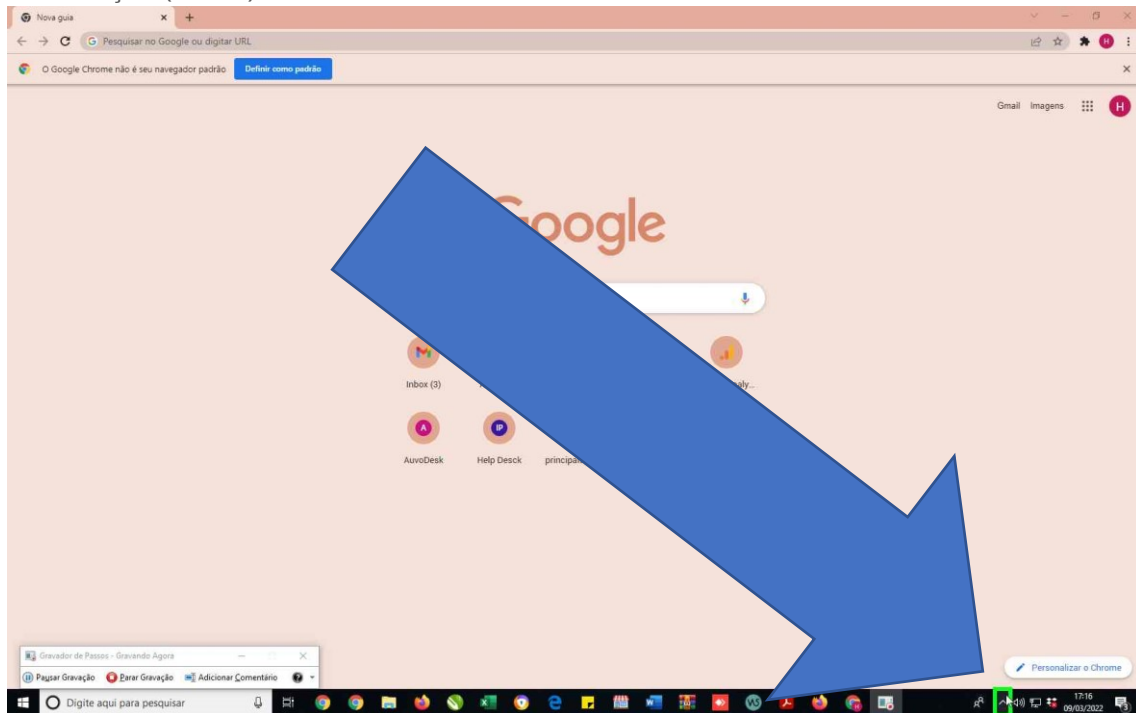 Nova guia
Pesquisar no Google ou digitar URL
O Google Chrome não é seu navegador padrão Definir como padrão
Gmail Imagens H
oogle
Inbox (3)
AuvoDesk Help Desck
Gravador de Passos - Gravando Agora
Pausar Gravação Parar Gravação Adicionar Comentário
Personalizar o Chrome
Digite aqui para pesquisar
17:16
09/03/2022